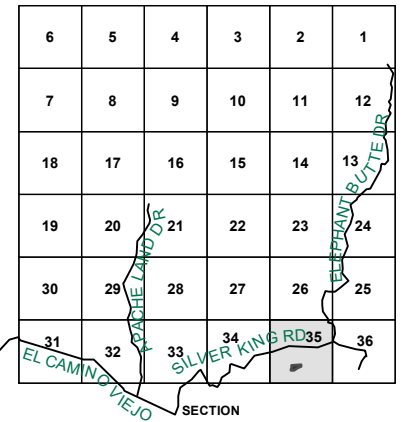 6 5 4 3 2 1
7 8 9 10 11 12
18 17 16 15 14 13
19 20 21 22 23 24
30 29 28 27 26 25
31 32 33 34 35 36
ELEPHANT BUTTE DR
APACHE LAND DR
SILVER KING RD
EL CAMINO VIEJO
SECTION